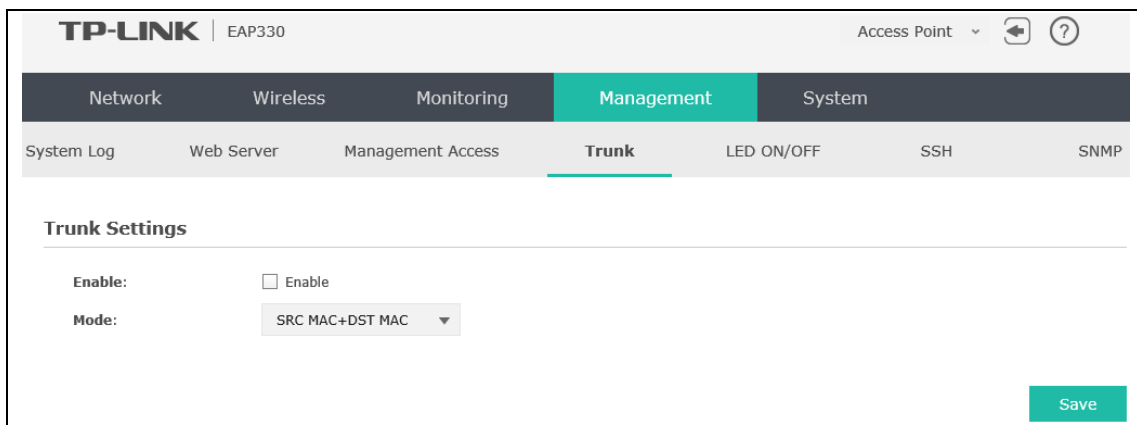 TP-LINK | EAP330 Access Point ?
Network Wireless Monitoring Management System
System Log Web Server Management Access Trunk LED ON/OFF SSH SNMP
Trunk Settings
Enable: Enable
Mode: SRC MAC+DST MAC
Save